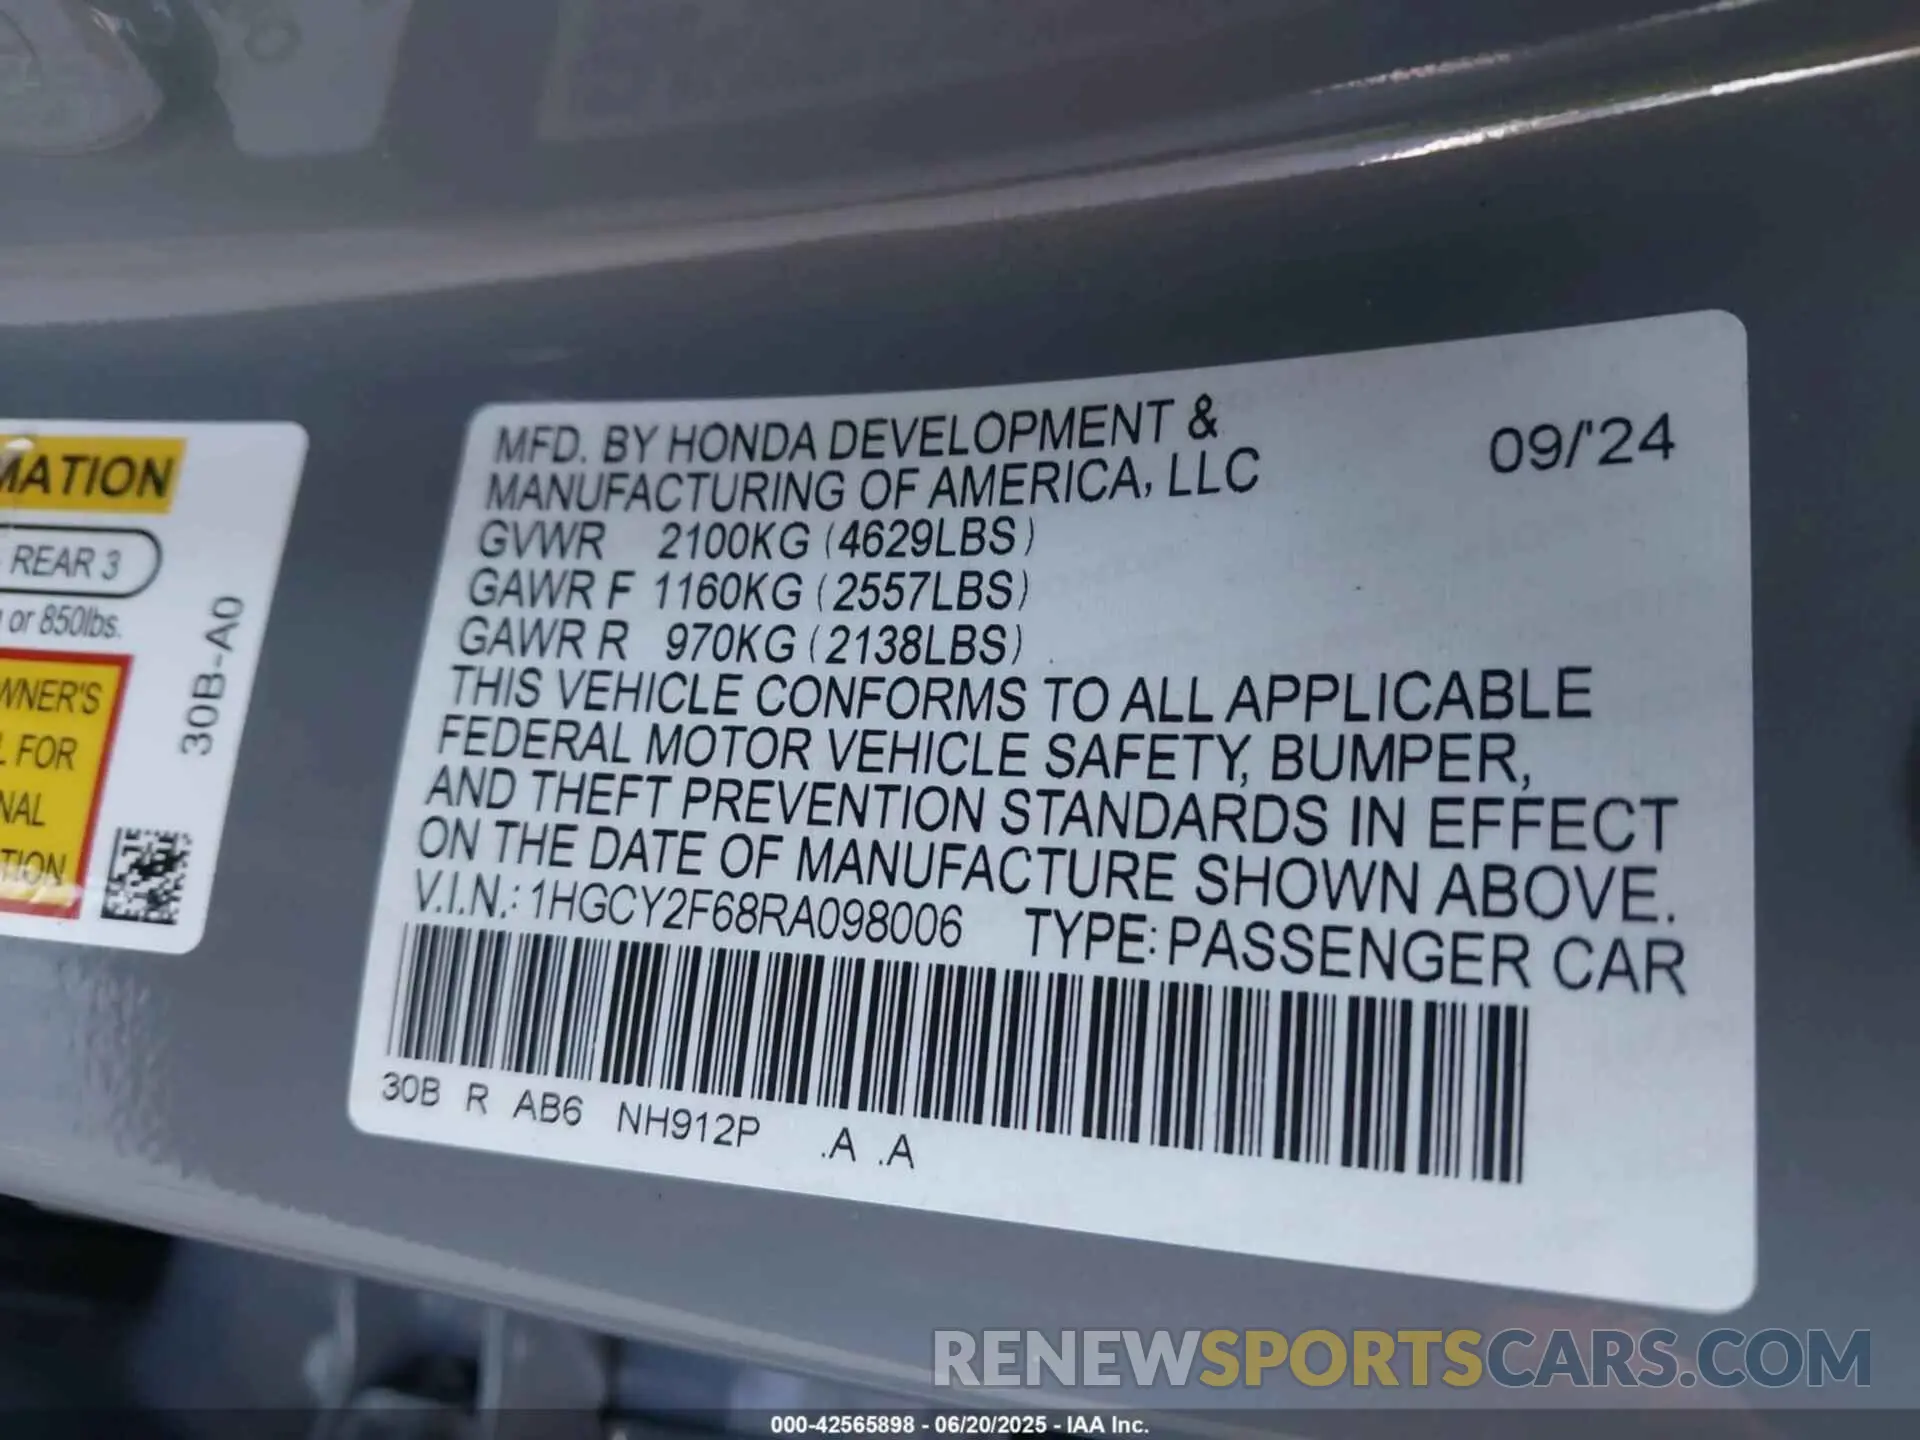 MATION
REAR 3
or 850lbs.
WNER'S
L FOR
NAL
TION
30B-A0
MFD. BY HONDA DEVELOPMENT &
MANUFACTURING OF AMERICA, LLC
09/'24
GVWR 2100KG (4629LBS)
GAWR F 1160KG (2557LBS)
GAWR R 970KG (2138LBS)
THIS VEHICLE CONFORMS TO ALL APPLICABLE
FEDERAL MOTOR VEHICLE SAFETY, BUMPER,
AND THEFT PREVENTION STANDARDS IN EFFECT
ON THE DATE OF MANUFACTURE SHOWN ABOVE.
V.I.N.: 1HGCY2F68RA098006 TYPE: PASSENGER CAR
30B R AB6 NH912P .A .A
RENEWSPORTSCARS.COM
000-42565898 - 06/20/2025 - IAA Inc.